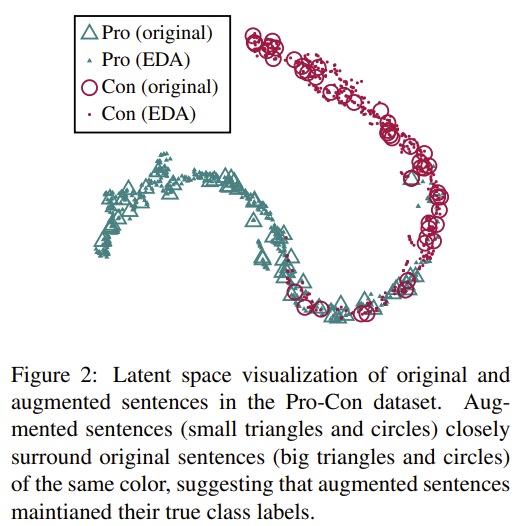 Pro (original)
Pro (EDA)
Con (original)
Con (EDA)
Figure 2: Latent space visualization of original and
augmented sentences in the Pro-Con dataset. Aug-
mented sentences (small triangles and circles) closely
surround original sentences (big triangles and circles)
of the same color, suggesting that augmented sentences
maintianed their true class labels.